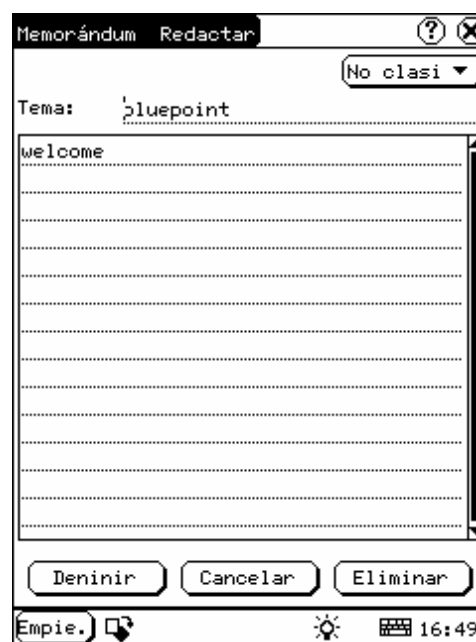 Memorándum Redactar ?
No clasi
Tema: bluepoint
welcome
Deninir Cancelar Eliminar
Empie. 16:49